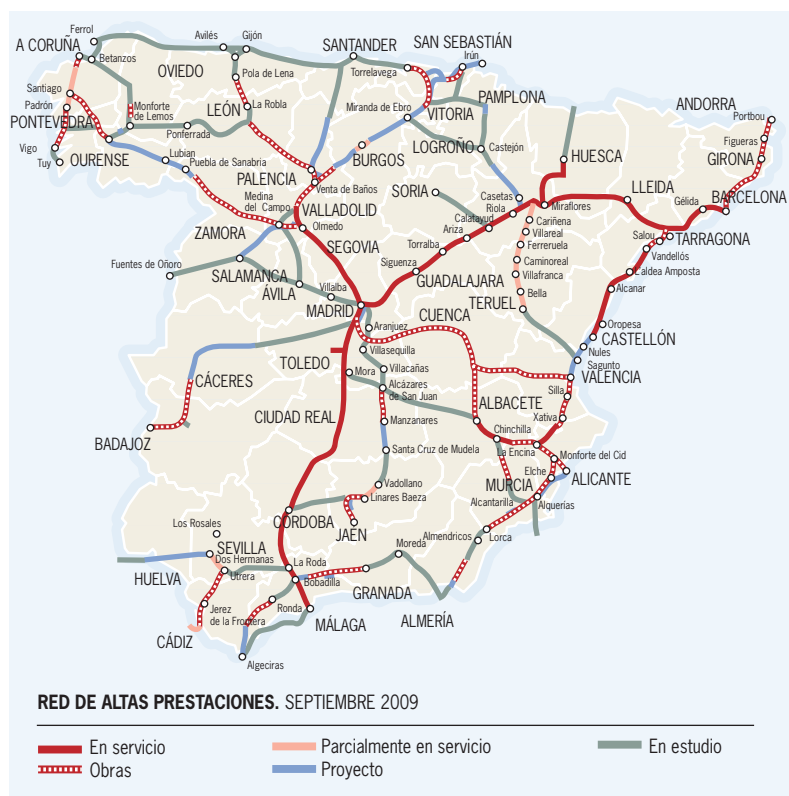 Ferrol
Avilés
Gijón
A CORUÑA
Betanzos
SANTANDER
SAN SEBASTIÁN
Irún
OVIEDO
Pola de Lena
Torrelavega
Santiago
Padrón
Monforte
de Lemos
LEÓN
La Robla
Miranda de Ebro
PAMPLONA
ANDORRA
Portbou
PONTEVEDRA
Ponferrada
VITORIA
Figueras
Vigo
Tuy
OURENSE
Lubian
Puebla de Sanabria
BURGOS
LOGROÑO
Castejón
HUESCA
GIRONA
PALENCIA
Venta de Baños
SORIA
Casetas
Riola
LLEIDA
Gélida
BARCELONA
Medina
del Campo
VALLADOLID
Olmedo
Calatayud
Miraflores
Ariza
Cariñena
Villareal
Ferreruela
Salou
TARRAGONA
ZAMORA
SEGOVIA
Torralba
Vandellós
Siguenza
Caminoreal
L'aldea Amposta
Fuentes de Oñoro
SALAMANCA
GUADALAJARA
Villafranca
ÁVILA
Villalba
TERUEL
Bella
Alcanar
MADRID
CUENCA
Aranjuez
Oropesa
CASTELLÓN
TOLEDO
Villasequilla
Nules
Sagunto
Mora
Villacañas
VALENCIA
CÁCERES
Alcázares
de San Juan
Silla
CIUDAD REAL
Manzanares
ALBACETE
Xativa
BADAJOZ
Chinchilla
Santa Cruz de Mudela
La Encina
Monforte del Cid
Elche
ALICANTE
Vadollano
MURCIA
Linares Baeza
Alcantarilla
Alquerías
CÓRDOBA
JAÉN
Los Rosales
Almendricos
Lorca
SEVILLA
Dos Hermanas
Moreda
HUELVA
Utrera
La Roda
Bobadilla
GRANADA
Jerez
de la Frontera
Ronda
MÁLAGA
ALMERÍA
CÁDIZ
Algeciras
RED DE ALTAS PRESTACIONES. SEPTIEMBRE 2009
En servicio
Parcialmente en servicio
En estudio
Obras
Proyecto